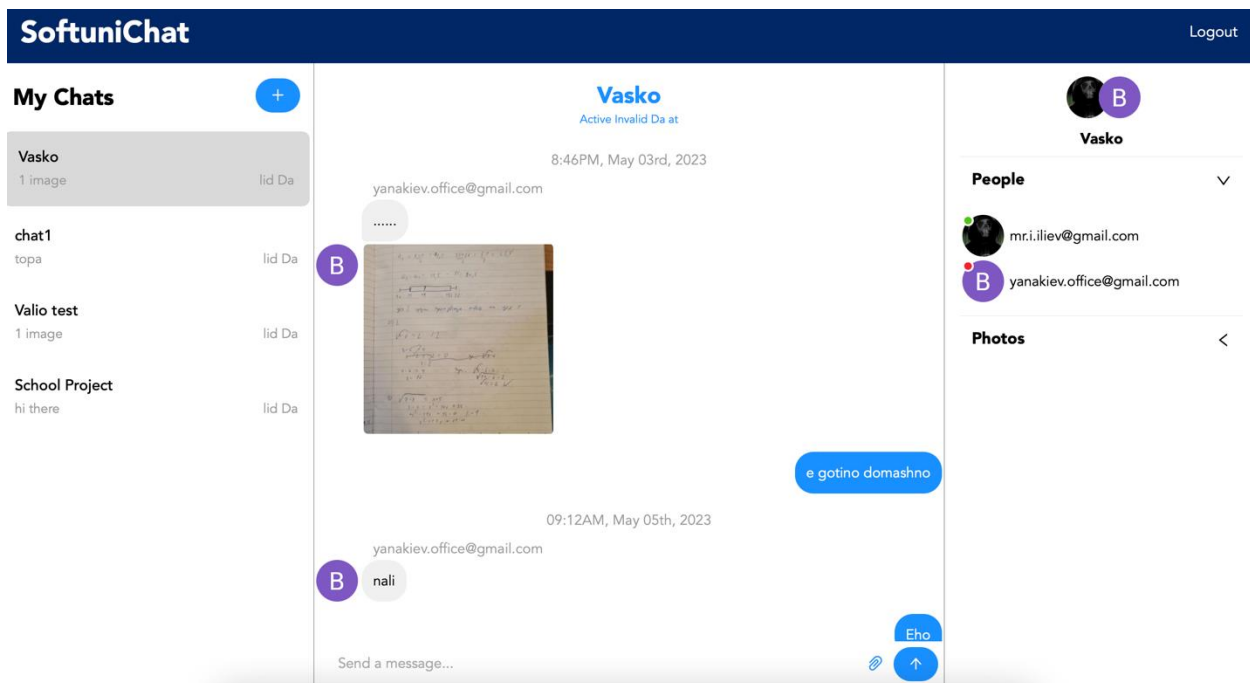 SoftuniChat
Logout
My Chats
+
Vasko
1 image lid Da
chat1
topa lid Da
Valio test
1 image lid Da
School Project
hi there lid Da
Vasko
Active Invalid Da at
8:46PM, May 03rd, 2023
yanakiev.office@gmail.com
......
B
e gotino domashno
09:12AM, May 05th, 2023
yanakiev.office@gmail.com
B
nali
Eho
Send a message...
B
Vasko
People
mr.i.iliev@gmail.com
B yanakiev.office@gmail.com
Photos